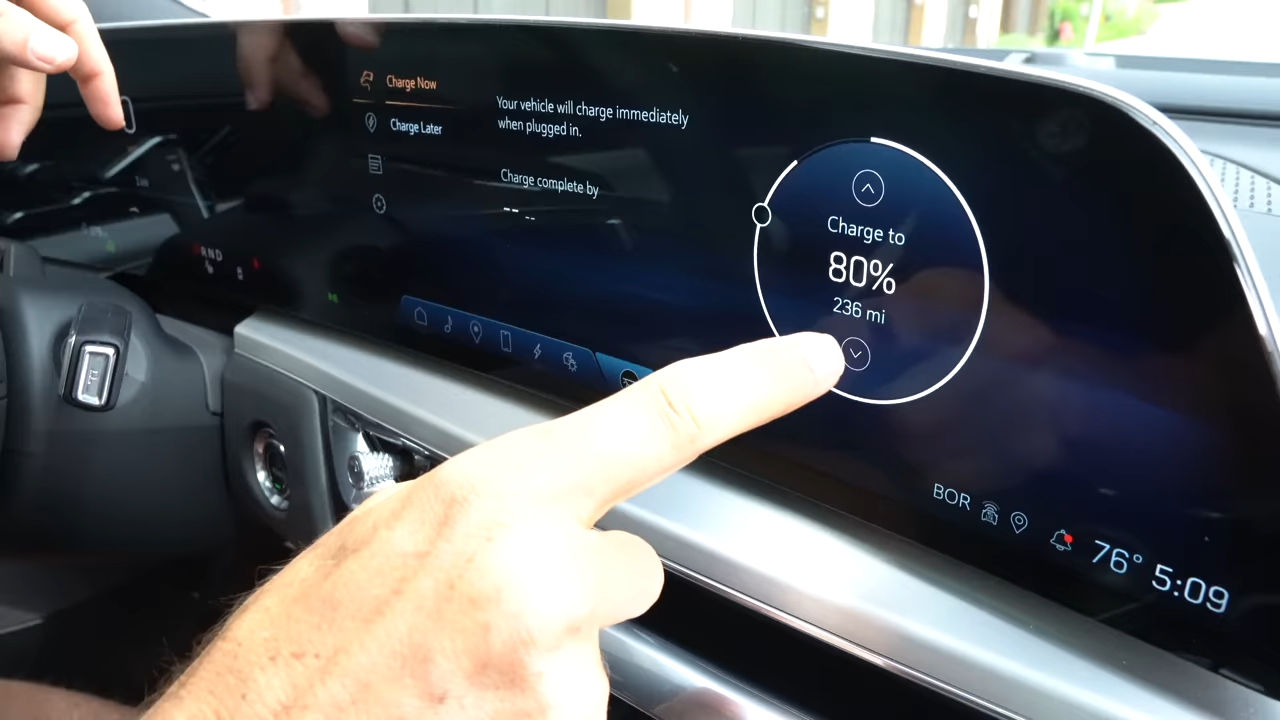 Charge Now
Charge Later
Your vehicle will charge immediately
when plugged in.
Charge complete by
-- --
Charge to
80%
236 mi
RND
BOR
76° 5:09